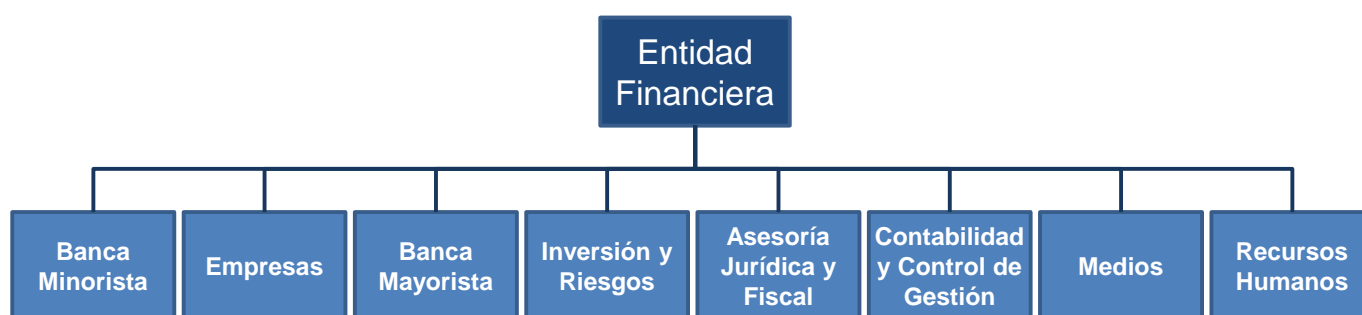 Entidad
Financiera
Banca
Minorista
Empresas
Banca
Mayorista
Inversión y
Riesgos
Asesoría
Jurídica y
Fiscal
Contabilidad
y Control de
Gestión
Medios
Recursos
Humanos